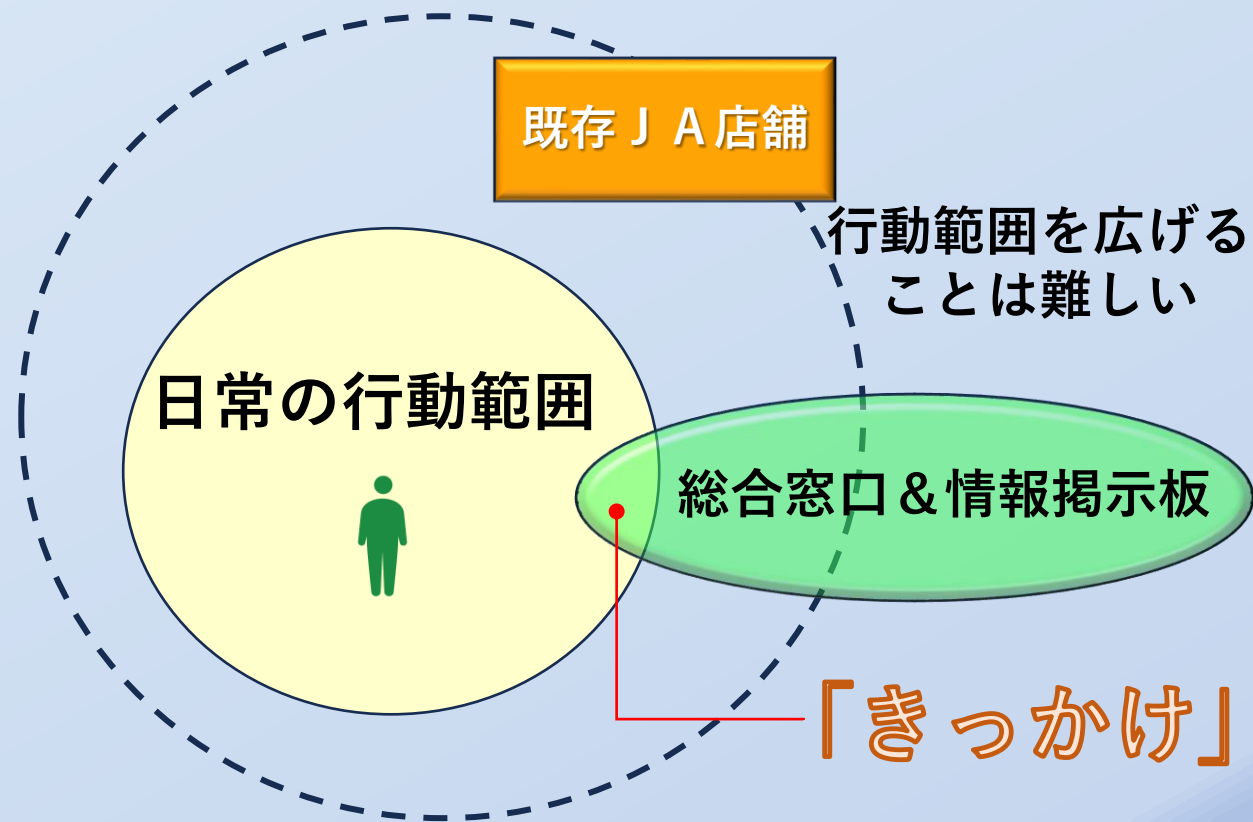 既存ＪＡ店舗
行動範囲を広げる
ことは難しい
日常の行動範囲
総合窓口＆情報掲示板
「きっかけ」